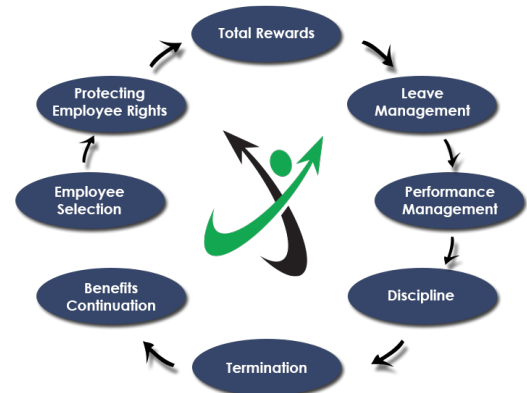 Total Rewards
Leave
Management
Performance
Management
Discipline
Termination
Benefits
Continuation
Employee
Selection
Protecting
Employee Rights